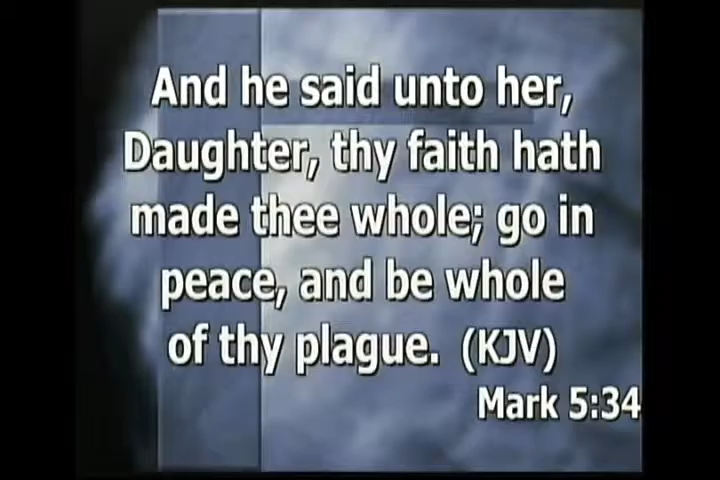 And he said unto her,
Daughter, thy faith hath
made thee whole; go in
peace, and be whole
of thy plague. (KJV)
Mark 5:34